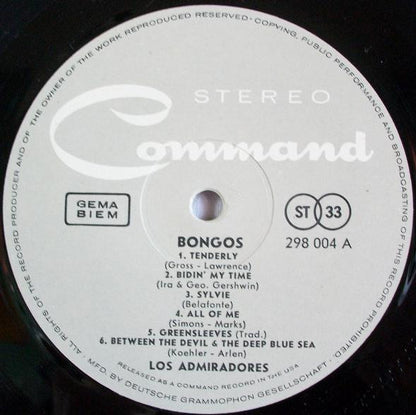 ALL RIGHTS OF THE RECORD PRODUCER AND OF THE OWNER OF THE WORK REPRODUCED RESERVED - COPYING, PUBLIC PERFORMANCE AND BROADCASTING OF THIS RECORD PROHIBITED
STEREO
Command
GEMA
BIEM
ST 33
298 004 A
BONGOS
1. TENDERLY
(Gross - Lawrence)
2. BIDIN' MY TIME
(Ira & Geo. Gershwin)
3. SYLVIE
(Belafonte)
4. ALL OF ME
(Simons - Marks)
5. GREENSLEEVES (Trad.)
6. BETWEEN THE DEVIL & THE DEEP BLUE SEA
(Koehler - Arlen)
LOS ADMIRADORES
RELEASED AS A COMMAND RECORD IN THE USA
MF'D. BY DEUTSCHE GRAMMOPHON GESELLSCHAFT